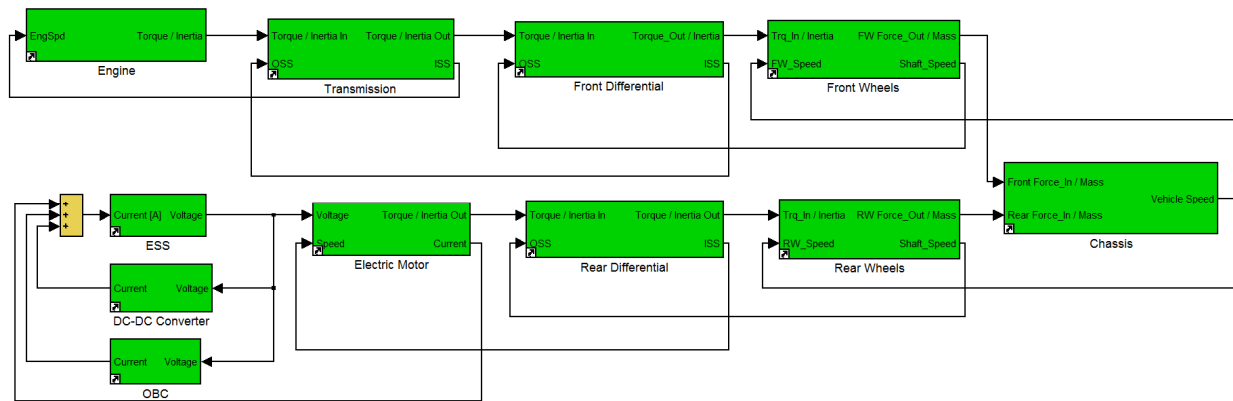 EngSpd Torque / Inertia
Engine
Torque / Inertia In Torque / Inertia Out
OSS ISS
Transmission
Torque / Inertia In Torque_Out / Inertia
OSS ISS
Front Differential
Trq_In / Inertia FW Force_Out / Mass
FW_Speed Shaft_Speed
Front Wheels
Front Force_In / Mass
Vehicle Speed
Rear Force_In / Mass
Chassis
+
+
+
Current [A] Voltage
ESS
Voltage Torque / Inertia Out
Speed Current
Electric Motor
Torque / Inertia In Torque / Inertia Out
OSS ISS
Rear Differential
Trq_In / Inertia RW Force_Out / Mass
RW_Speed Shaft_Speed
Rear Wheels
Current Voltage
DC-DC Converter
Current Voltage
OBC